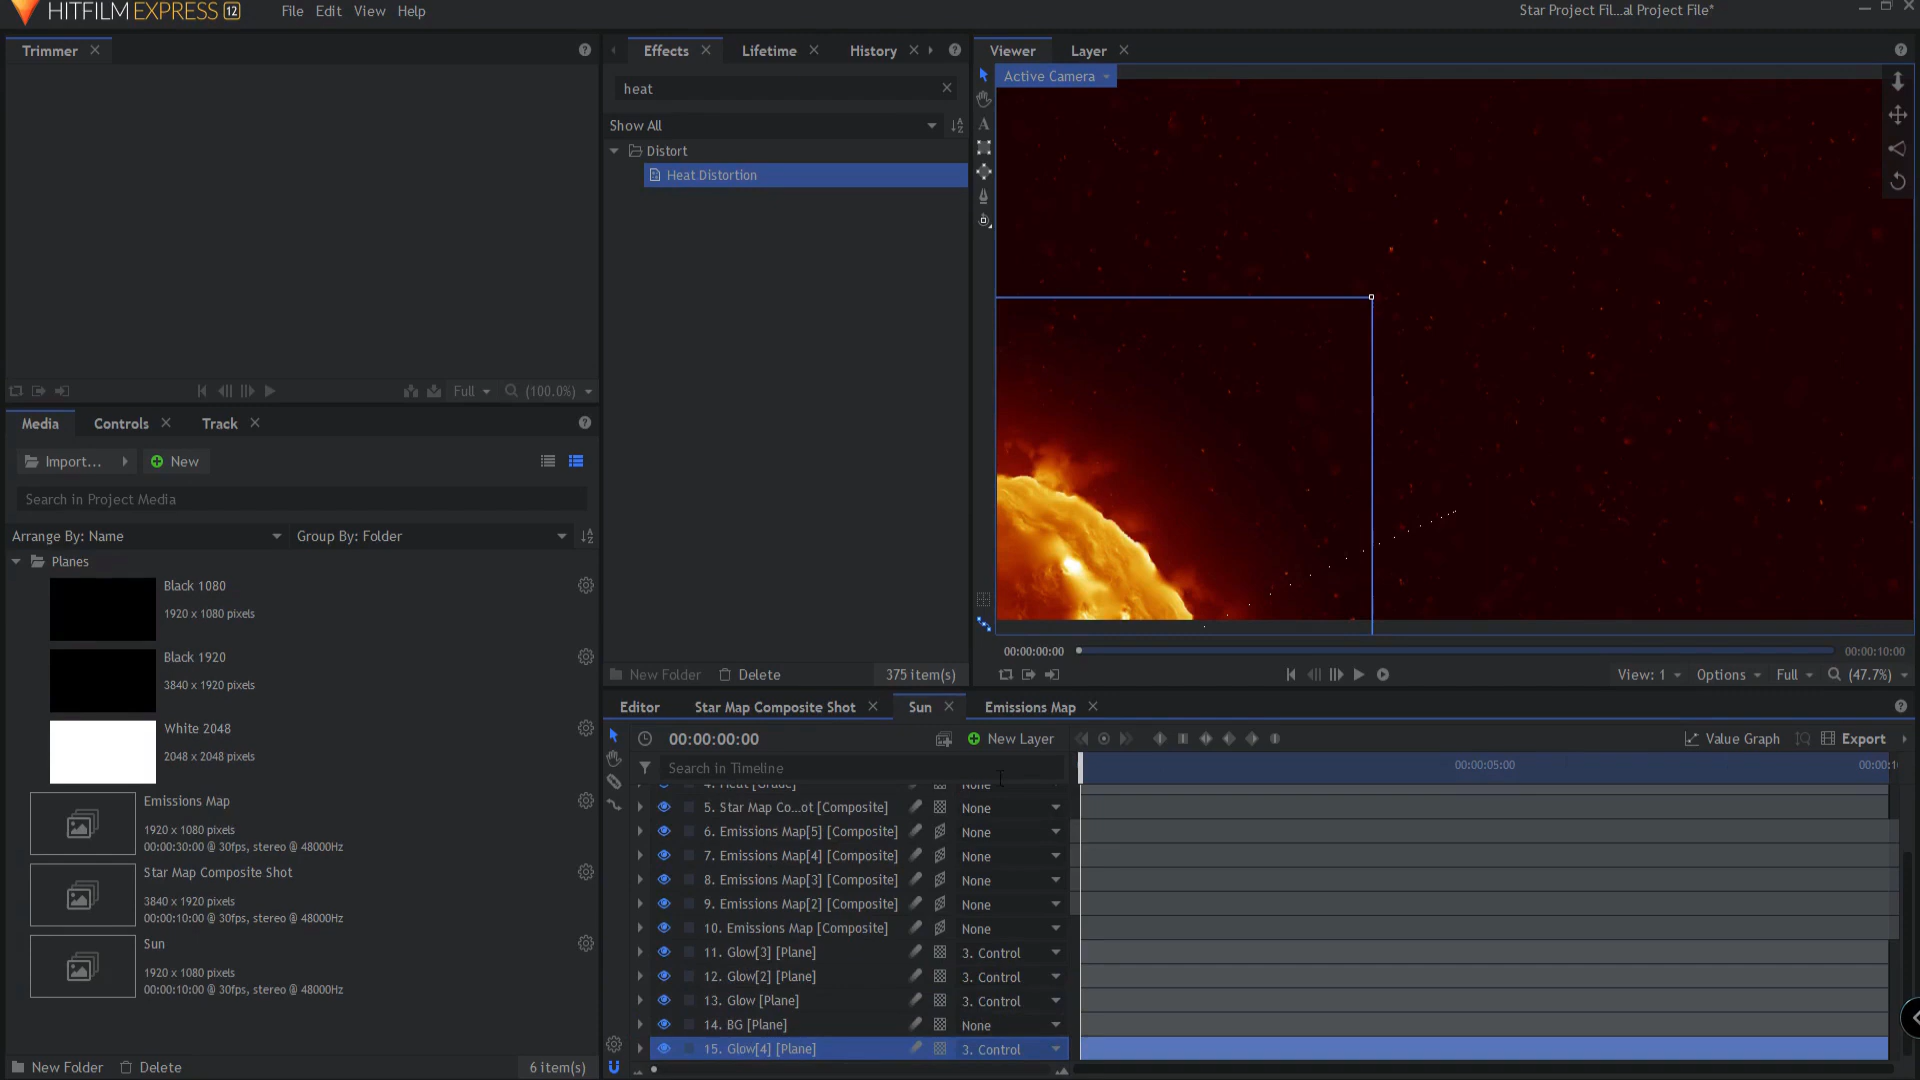 HITFILM EXPRESS 12
File Edit View Help
Star Project Fil...al Project File*
Trimmer
Effects Lifetime History
Viewer Layer
heat
Active Camera
Show All
Distort
Heat Distortion
Full (100.0%)
Media Controls Track
Import... New
Search in Project Media
Arrange By: Name Group By: Folder
Planes
Black 1080
1920 x 1080 pixels
Black 1920
3840 x 1920 pixels
White 2048
2048 x 2048 pixels
Emissions Map
1920 x 1080 pixels
00:00:30:00 @ 30fps, stereo @ 48000Hz
Star Map Composite Shot
3840 x 1920 pixels
00:00:10:00 @ 30fps, stereo @ 48000Hz
Sun
1920 x 1080 pixels
00:00:10:00 @ 30fps, stereo @ 48000Hz
New Folder Delete 6 item(s)
New Folder Delete 375 item(s)
00:00:00:00 00:00:10:00
View: 1 Options Full (47.7%)
Editor Star Map Composite Shot Sun Emissions Map
00:00:00:00 New Layer Value Graph Export
Search in Timeline 00:00:05:00 00:00:1
4. Heat [Grade] None
5. Star Map Co...ot [Composite] None
6. Emissions Map[5] [Composite] None
7. Emissions Map[4] [Composite] None
8. Emissions Map[3] [Composite] None
9. Emissions Map[2] [Composite] None
10. Emissions Map [Composite] None
11. Glow[3] [Plane] 3. Control
12. Glow[2] [Plane] 3. Control
13. Glow [Plane] 3. Control
14. BG [Plane] None
15. Glow[4] [Plane] 3. Control